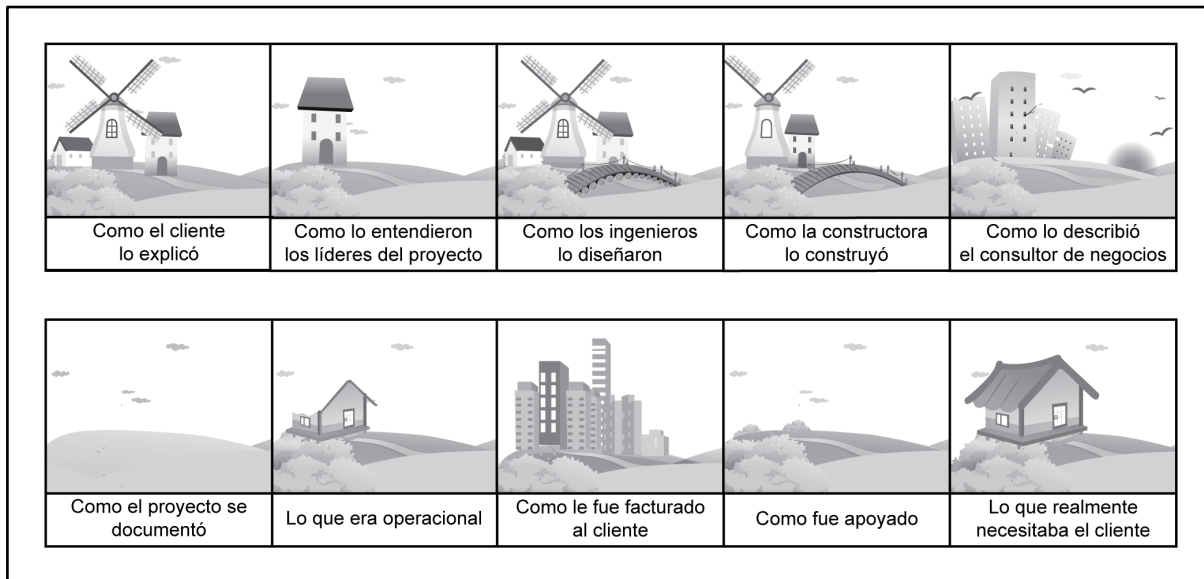 Como el cliente
lo explicó
Como lo entendieron
los líderes del proyecto
Como los ingenieros
lo diseñaron
Como la constructora
lo construyó
Como lo describió
el consultor de negocios
Como el proyecto se
documentó
Lo que era operacional
Como le fue facturado
al cliente
Como fue apoyado
Lo que realmente
necesitaba el cliente